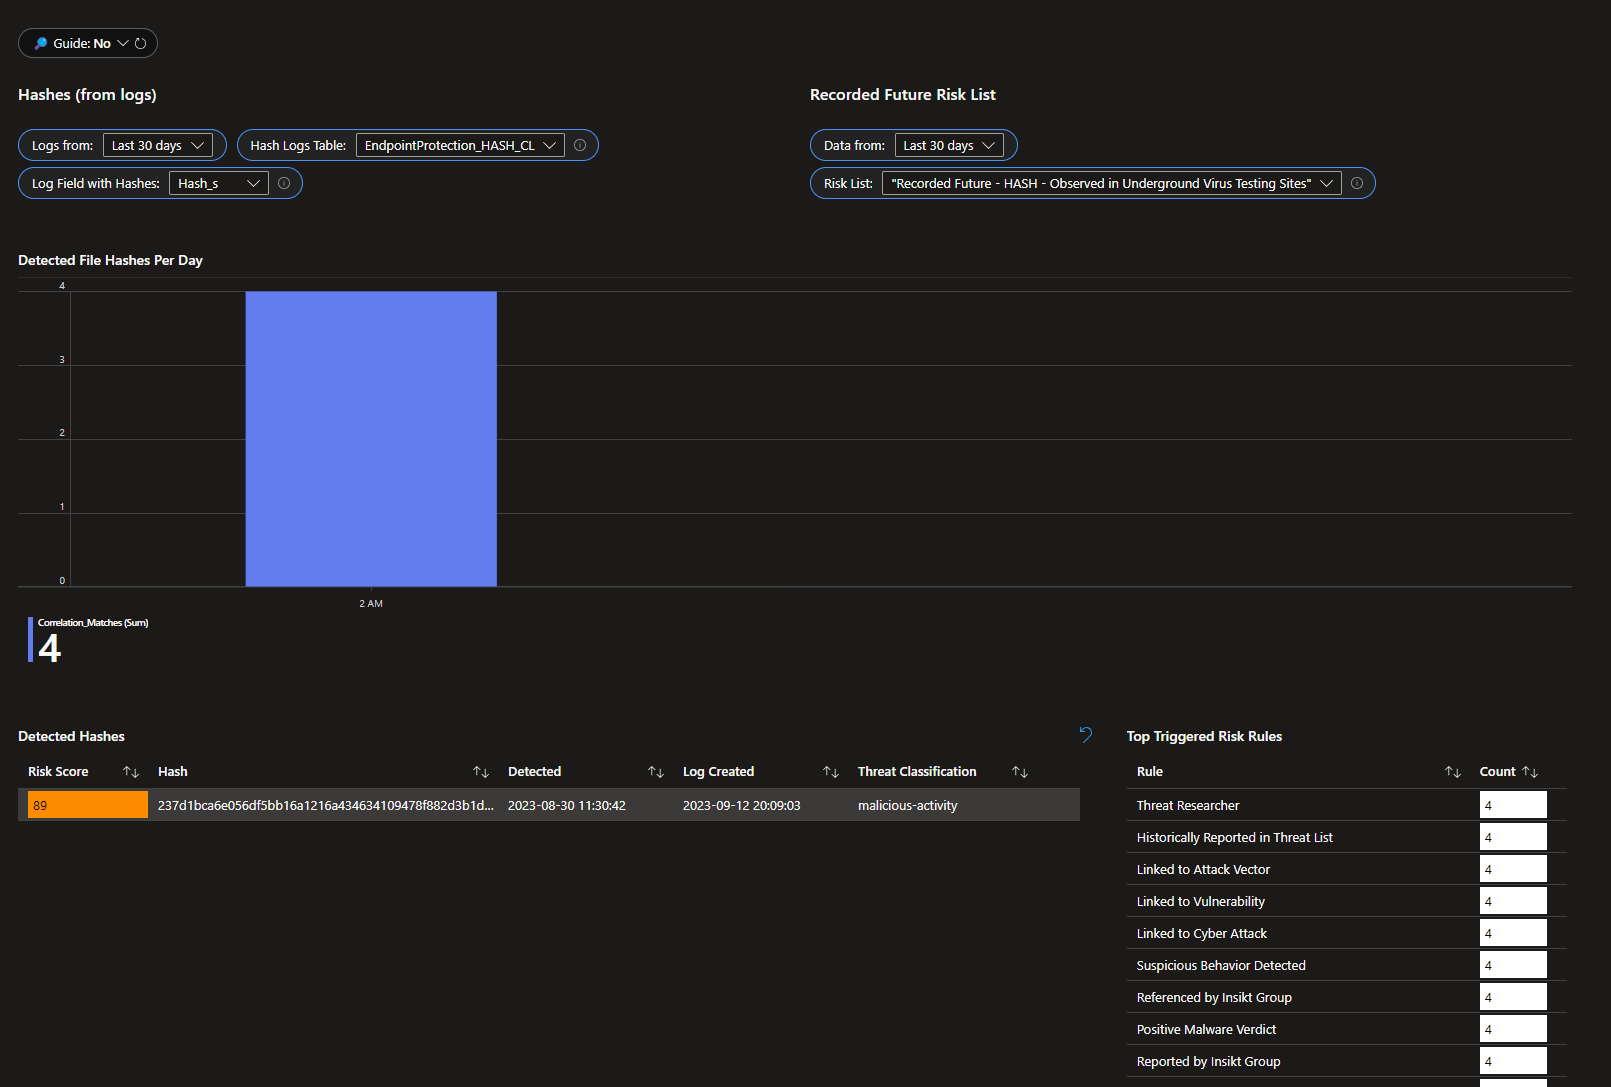 Guide: No
Hashes (from logs)
Recorded Future Risk List
Logs from: Last 30 days
Hash Logs Table: EndpointProtection_HASH_CL
Data from: Last 30 days
Log Field with Hashes: Hash_s
Risk List: "Recorded Future - HASH - Observed in Underground Virus Testing Sites"
Detected File Hashes Per Day
4
3
2
1
0
2 AM
Correlation_Matches (Sum)
4
Detected Hashes
Risk Score Hash Detected Log Created Threat Classification
89 237d1bca6e056df5bb16a1216a434634109478f882d3b1d... 2023-08-30 11:30:42 2023-09-12 20:09:03 malicious-activity
Top Triggered Risk Rules
Rule Count
Threat Researcher 4
Historically Reported in Threat List 4
Linked to Attack Vector 4
Linked to Vulnerability 4
Linked to Cyber Attack 4
Suspicious Behavior Detected 4
Referenced by Insikt Group 4
Positive Malware Verdict 4
Reported by Insikt Group 4